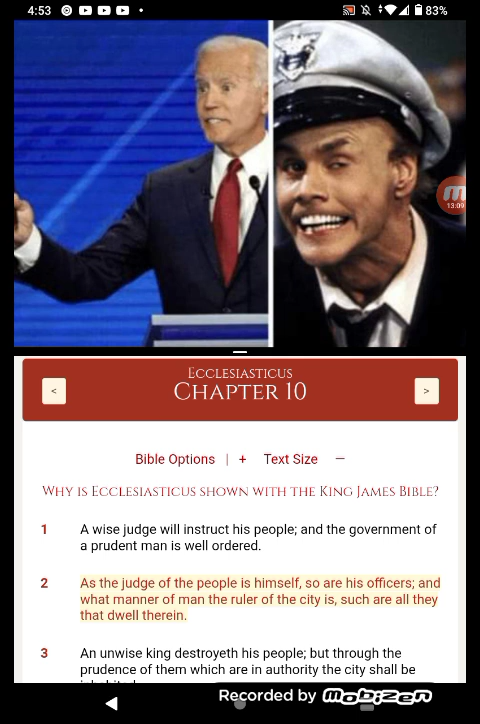 4:53
83%
13:09
Ecclesiasticus
Chapter 10
<
>
Bible Options | + Text Size —
Why is Ecclesiasticus shown with the King James Bible?
1 A wise judge will instruct his people; and the government of
a prudent man is well ordered.
2 As the judge of the people is himself, so are his officers; and
what manner of man the ruler of the city is, such are all they
that dwell therein.
3 An unwise king destroyeth his people; but through the
prudence of them which are in authority the city shall be
Recorded by Mobizen